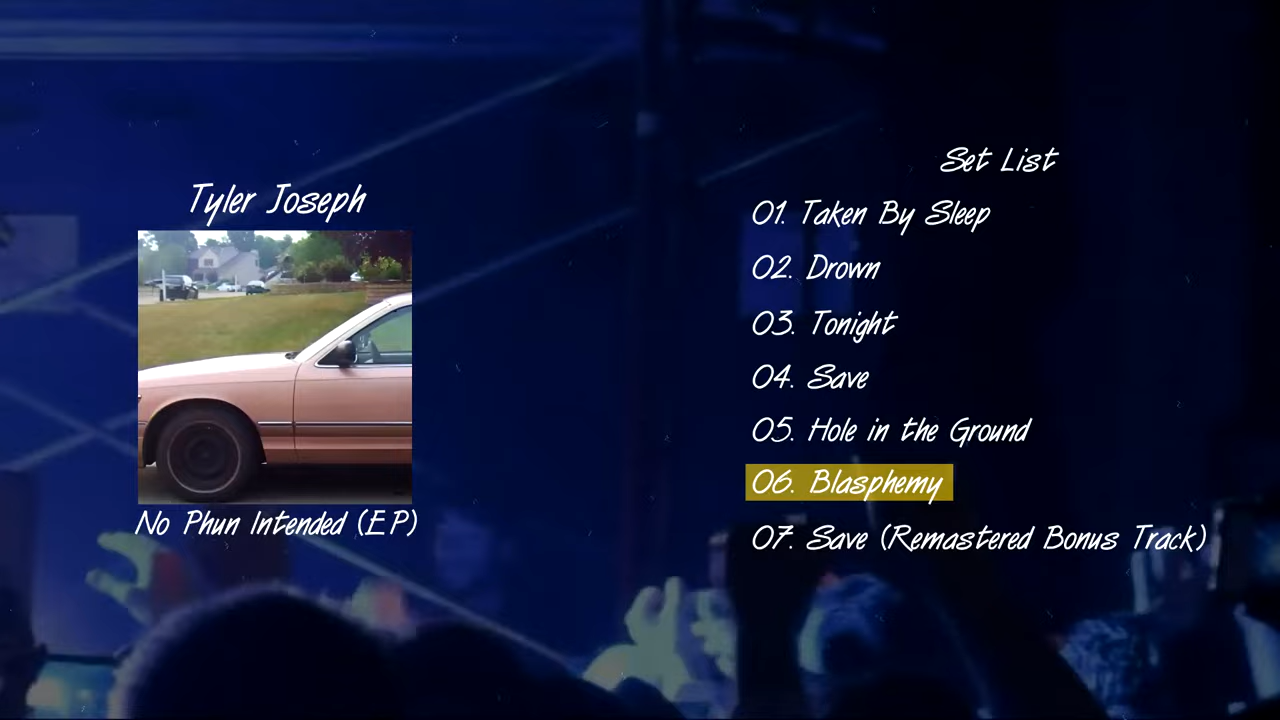 Tyler Joseph
No Phun Intended (EP)
Set List
01. Taken By Sleep
02. Drown
03. Tonight
04. Save
05. Hole in the Ground
06. Blasphemy
07. Save (Remastered Bonus Track)